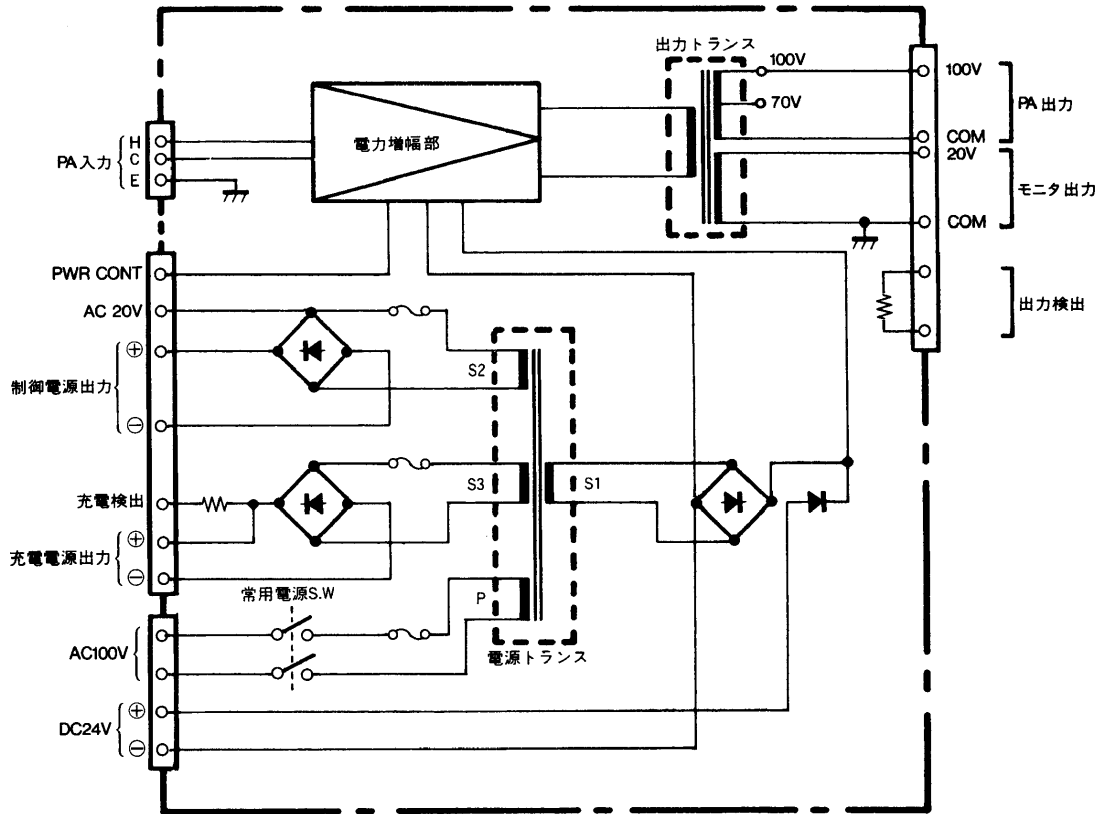 出力トランス
100V
70V
電力増幅部
PA入力
H
C
E
100V
COM
PA出力
20V
COM
モニタ出力
出力検出
PWR CONT
AC 20V
⊕
制御電源出力
⊖
S2
充電検出
S3
S1
⊕
充電電源出力
⊖
常用電源S.W
P
電源トランス
AC100V
⊕
DC24V
⊖